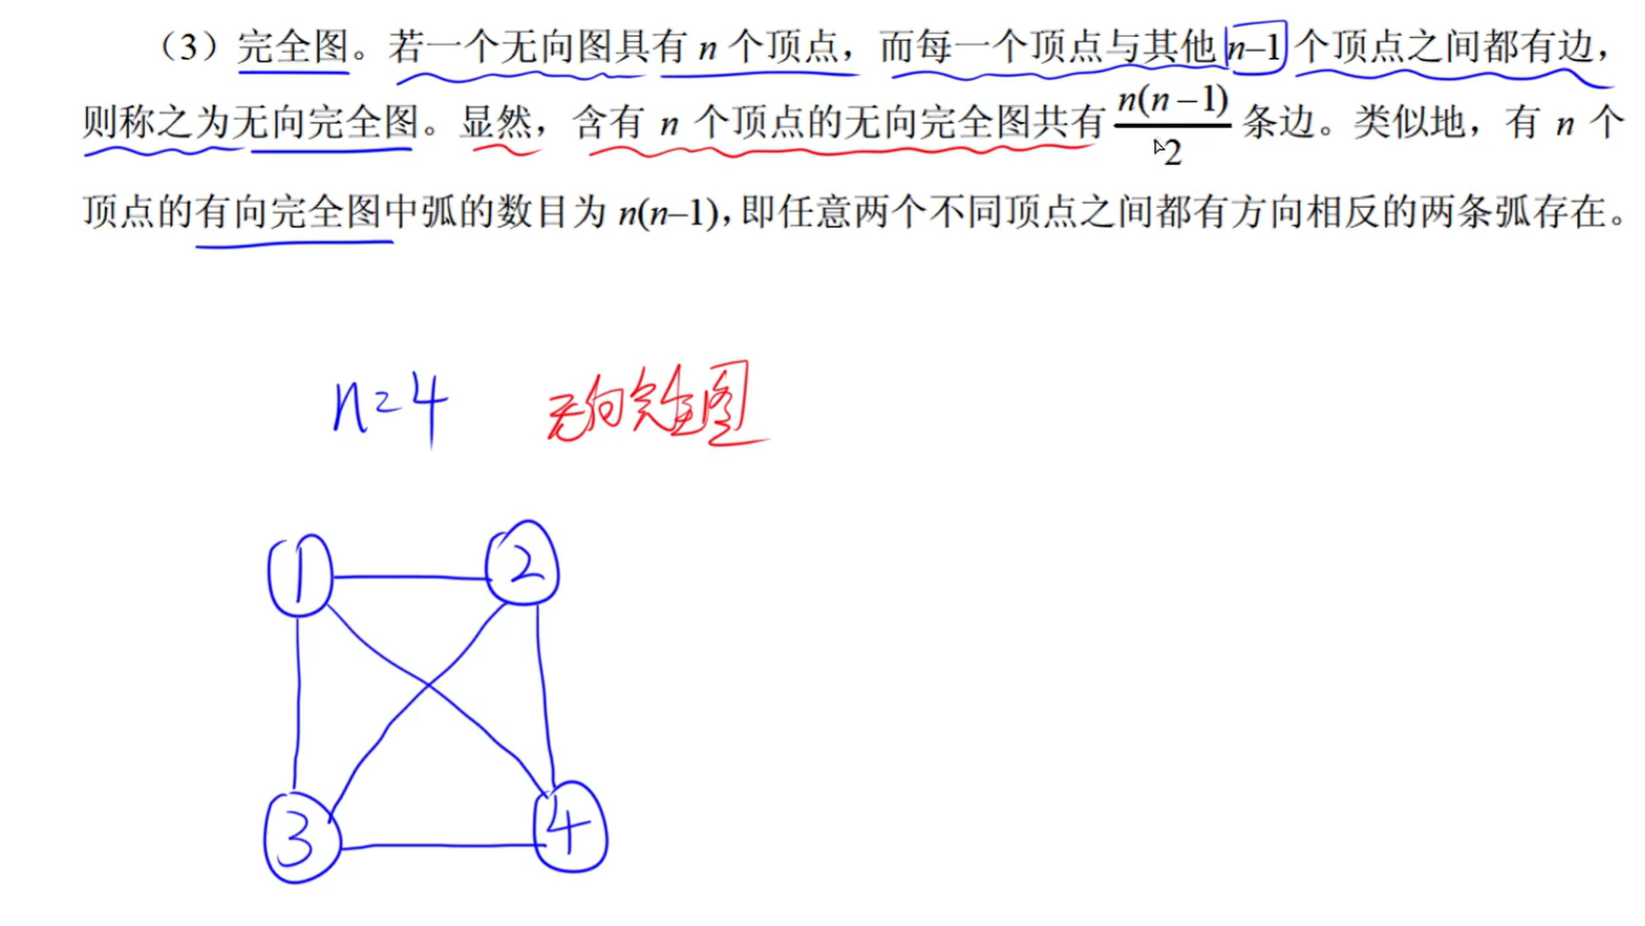 （3）完全图。若一个无向图具有 n 个顶点，而每一个顶点与其他 n–1 个顶点之间都有边，
则称之为无向完全图。显然，含有 n 个顶点的无向完全图共有 n(n–1)/2 条边。类似地，有 n 个
顶点的有向完全图中弧的数目为 n(n–1)，即任意两个不同顶点之间都有方向相反的两条弧存在。
n=4 无向完全图
1 2
3 4